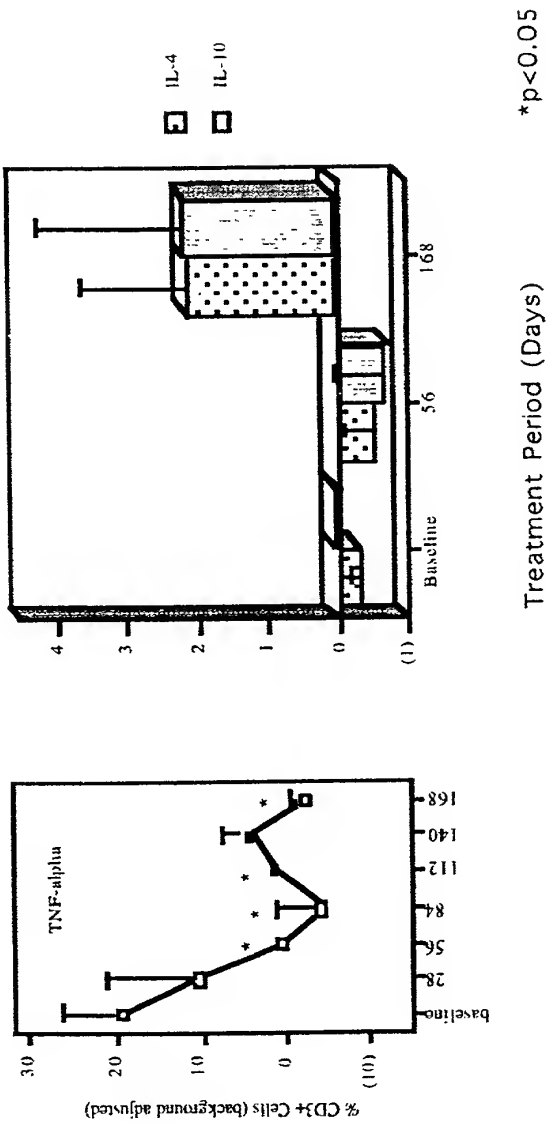 % CD3+ Cells (background adjusted)
30
20
10
0
(10)
TNF-alpha
*
*
*
*
baseline
28
56
84
112
140
168
4
3
2
1
0
(1)
Baseline
56
168
IL-4
IL-10
Treatment Period (Days)
*p<0.05